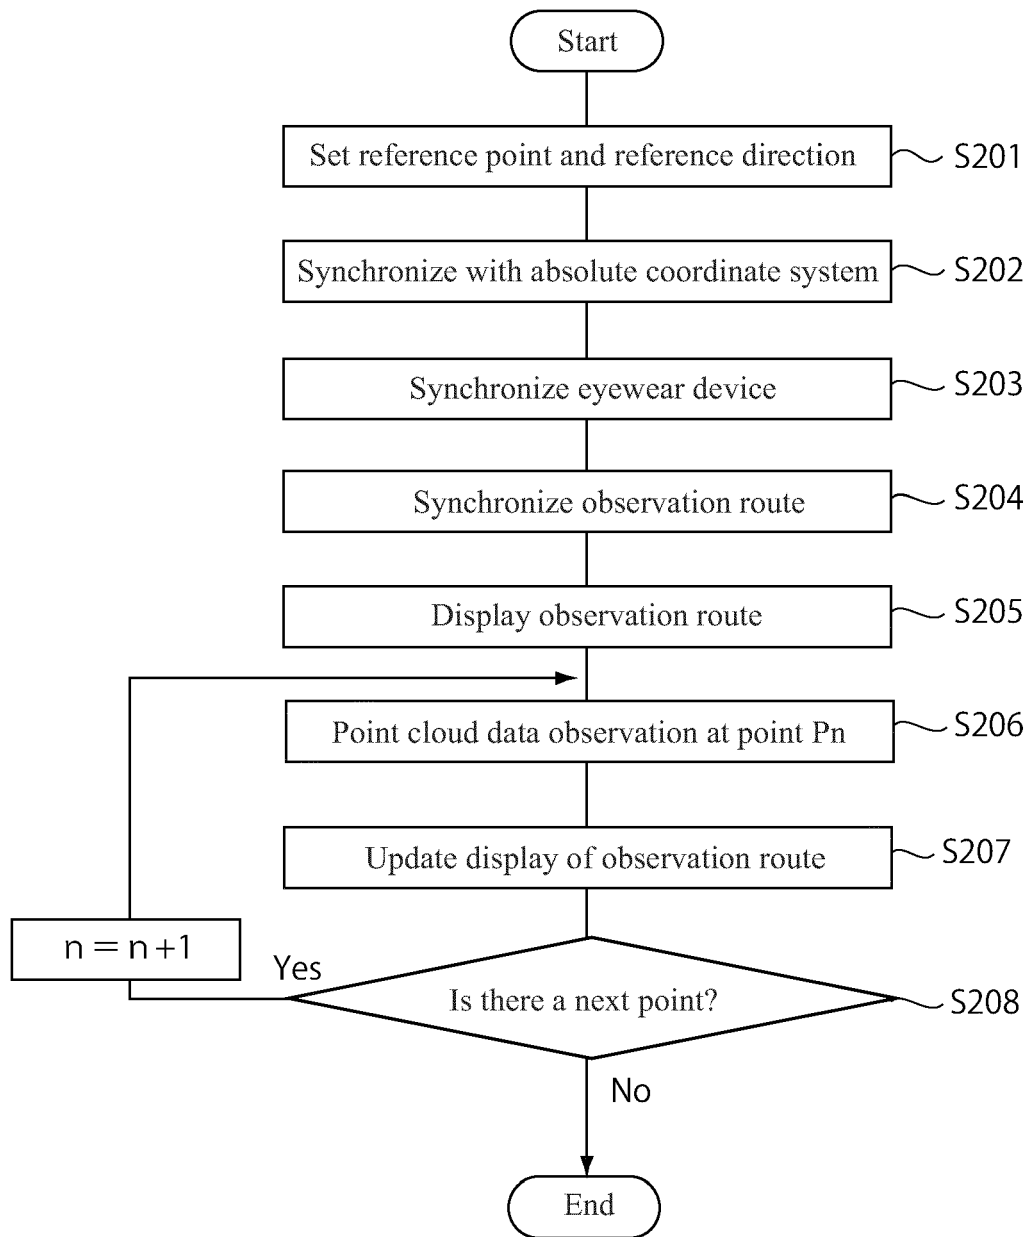 Start
Set reference point and reference direction
S201
Synchronize with absolute coordinate system
S202
Synchronize eyewear device
S203
Synchronize observation route
S204
Display observation route
S205
Point cloud data observation at point Pn
S206
Update display of observation route
S207
n = n+1
Yes
Is there a next point?
S208
No
End